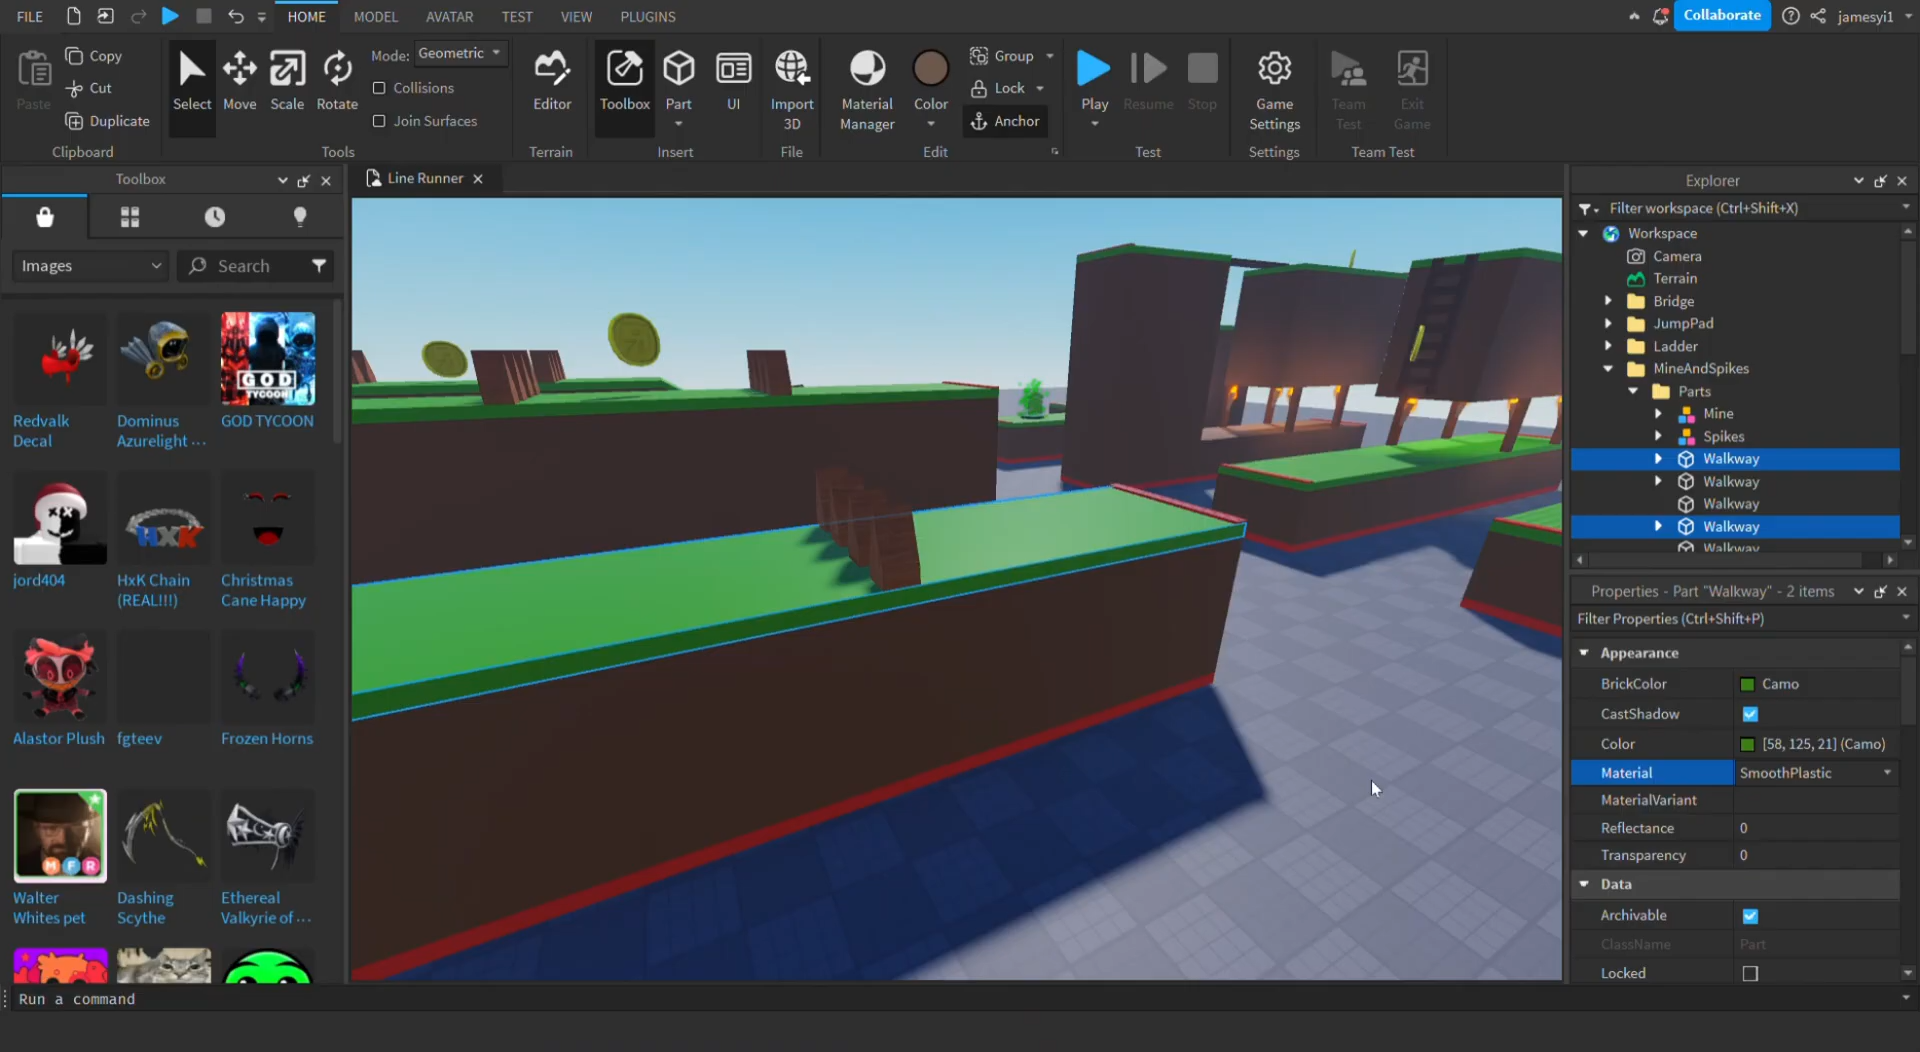 FILE
HOME
MODEL
AVATAR
TEST
VIEW
PLUGINS
Collaborate
jamesyi1
Paste
Copy
Cut
Duplicate
Clipboard
Select
Move
Scale
Rotate
Mode: Geometric
Collisions
Join Surfaces
Tools
Editor
Terrain
Toolbox
Part
UI
Insert
Import
3D
File
Material
Manager
Color
Group
Lock
Anchor
Edit
Play
Resume
Stop
Test
Game
Settings
Settings
Team
Test
Exit
Game
Team Test
Toolbox
Images
Search
GOD
TYCOON
Redvalk
Decal
Dominus
Azurelight ...
GOD TYCOON
jord404
HxK Chain
(REAL!!!)
Christmas
Cane Happy
Alastor Plush
fgteev
Frozen Horns
M F R
Walter
Whites pet
Dashing
Scythe
Ethereal
Valkyrie of ...
Line Runner
Explorer
Filter workspace (Ctrl+Shift+X)
Workspace
Camera
Terrain
Bridge
JumpPad
Ladder
MineAndSpikes
Parts
Mine
Spikes
Walkway
Walkway
Walkway
Walkway
Walkway
Properties - Part "Walkway" - 2 items
Filter Properties (Ctrl+Shift+P)
Appearance
BrickColor Camo
CastShadow
Color [58, 125, 21] (Camo)
Material SmoothPlastic
MaterialVariant
Reflectance 0
Transparency 0
Data
Archivable
ClassName Part
Locked
Run a command